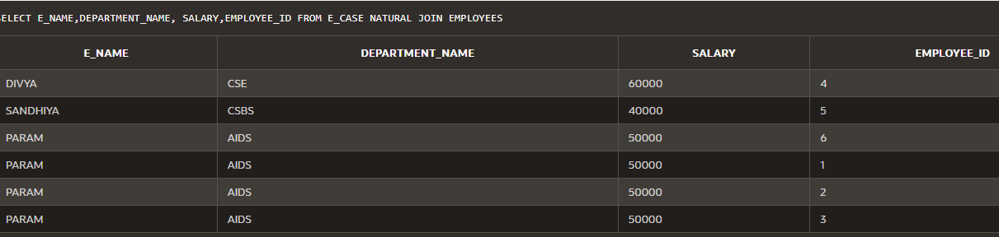 SELECT E_NAME,DEPARTMENT_NAME, SALARY,EMPLOYEE_ID FROM E_CASE NATURAL JOIN EMPLOYEES
E_NAME DEPARTMENT_NAME SALARY EMPLOYEE_ID
DIVYA CSE 60000 4
SANDHIYA CSBS 40000 5
PARAM AIDS 50000 6
PARAM AIDS 50000 1
PARAM AIDS 50000 2
PARAM AIDS 50000 3